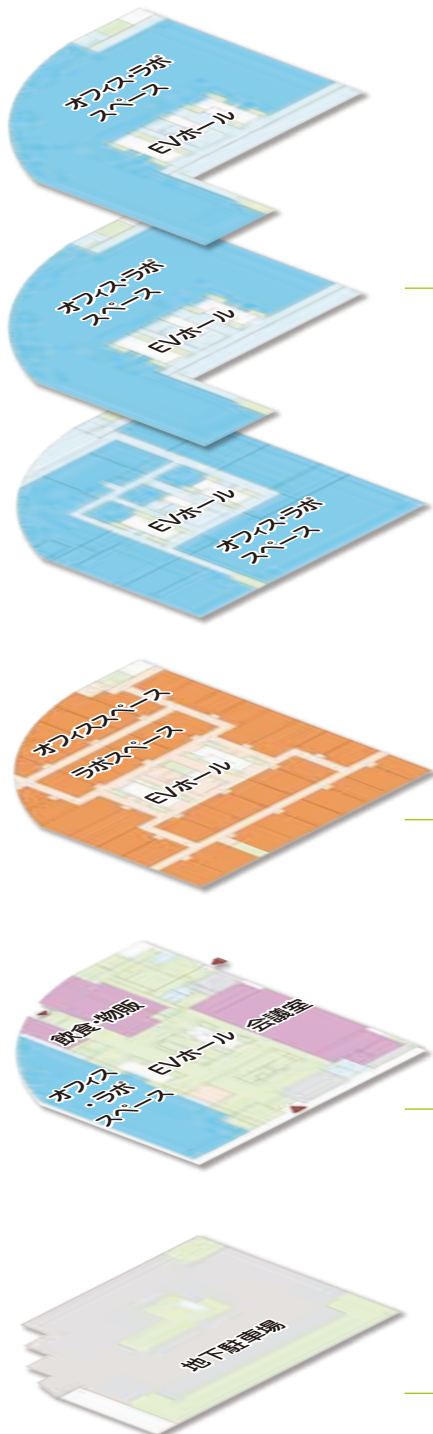 オフィス・ラボ
スペース
EVホール
オフィス・ラボ
スペース
EVホール
EVホール
オフィス・ラボ
スペース
オフィススペース
ラボスペース
EVホール
飲食・物販
会議室
EVホール
オフィス
・ラボ
スペース
地下駐車場